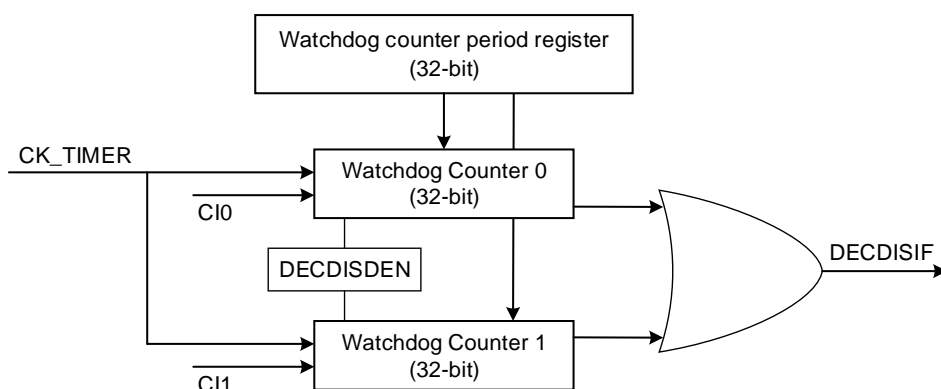 Watchdog counter period register
(32-bit)
CK_TIMER
Watchdog Counter 0
(32-bit)
CI0
DECDISDEN
DECDISIF
Watchdog Counter 1
(32-bit)
CI1